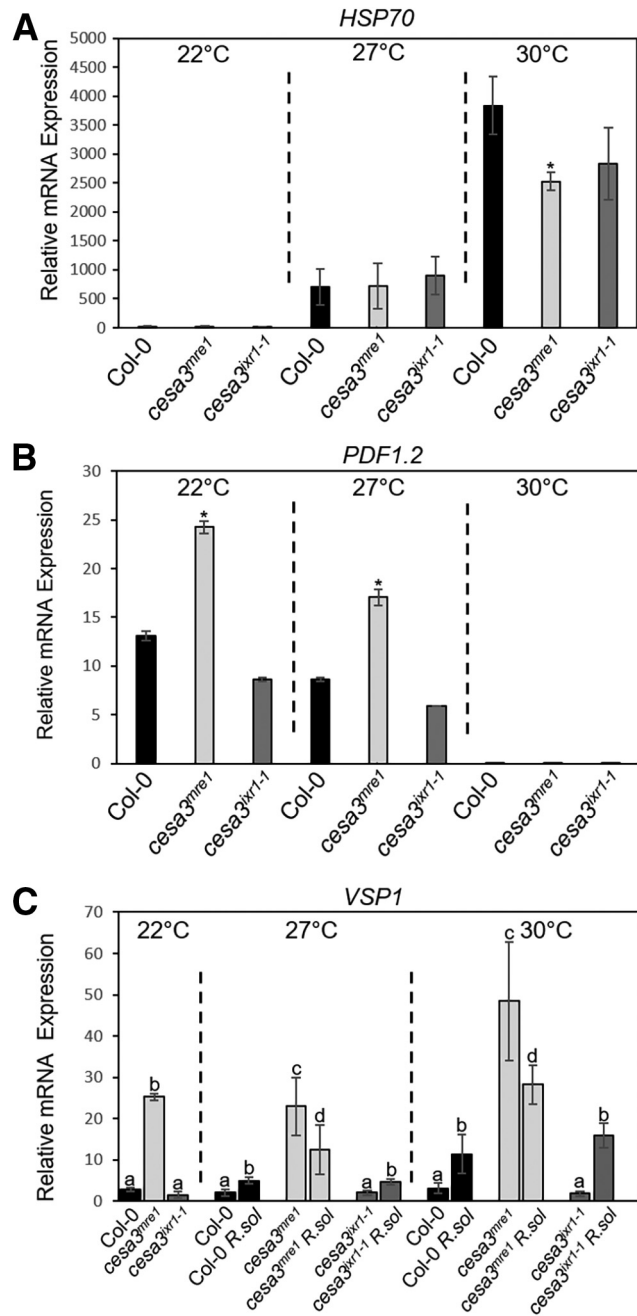 A
HSP70
22°C 27°C 30°C
Relative mRNA Expression
5000
4500
4000
3500
3000
2500
2000
1500
1000
500
0
*
Col-0 cesa3mre1 cesa3ixr1-1 Col-0 cesa3mre1 cesa3ixr1-1 Col-0 cesa3mre1 cesa3ixr1-1
B
PDF1.2
22°C 27°C 30°C
Relative mRNA Expression
30
25
20
15
10
5
0
* *
Col-0 cesa3mre1 cesa3ixr1-1 Col-0 cesa3mre1 cesa3ixr1-1 Col-0 cesa3mre1 cesa3ixr1-1
C
VSP1
22°C 27°C 30°C
Relative mRNA Expression
70
60
50
40
30
20
10
0
a b a a b c d a b a b c d a b
Col-0 cesa3mre1 cesa3ixr1-1 Col-0 Col-0 R.sol cesa3mre1 cesa3mre1 R.sol cesa3ixr1-1 cesa3ixr1-1 R.sol Col-0 Col-0 R.sol cesa3mre1 cesa3mre1 R.sol cesa3ixr1-1 cesa3ixr1-1 R.sol